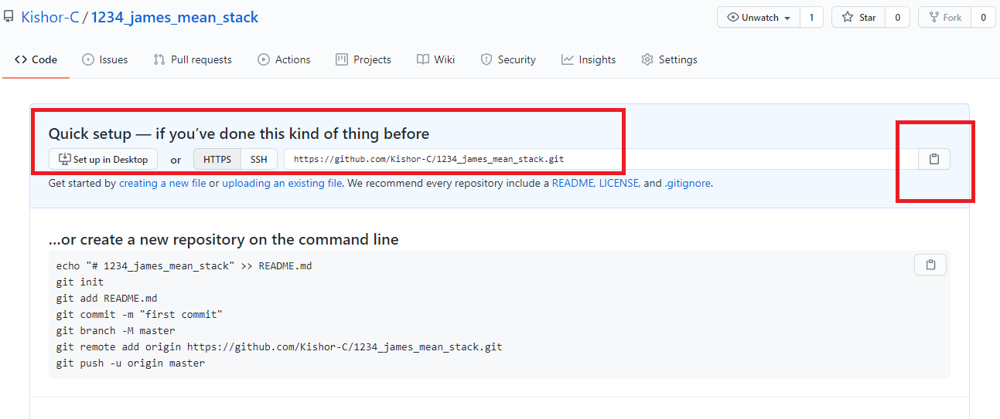 Kishor-C / 1234_james_mean_stack
Unwatch 1 Star 0 Fork 0
Code Issues Pull requests Actions Projects Wiki Security Insights Settings
Quick setup — if you’ve done this kind of thing before
Set up in Desktop or HTTPS SSH https://github.com/Kishor-C/1234_james_mean_stack.git
Get started by creating a new file or uploading an existing file. We recommend every repository include a README, LICENSE, and .gitignore.
…or create a new repository on the command line
echo "# 1234_james_mean_stack" >> README.md
git init
git add README.md
git commit -m "first commit"
git branch -M master
git remote add origin https://github.com/Kishor-C/1234_james_mean_stack.git
git push -u origin master